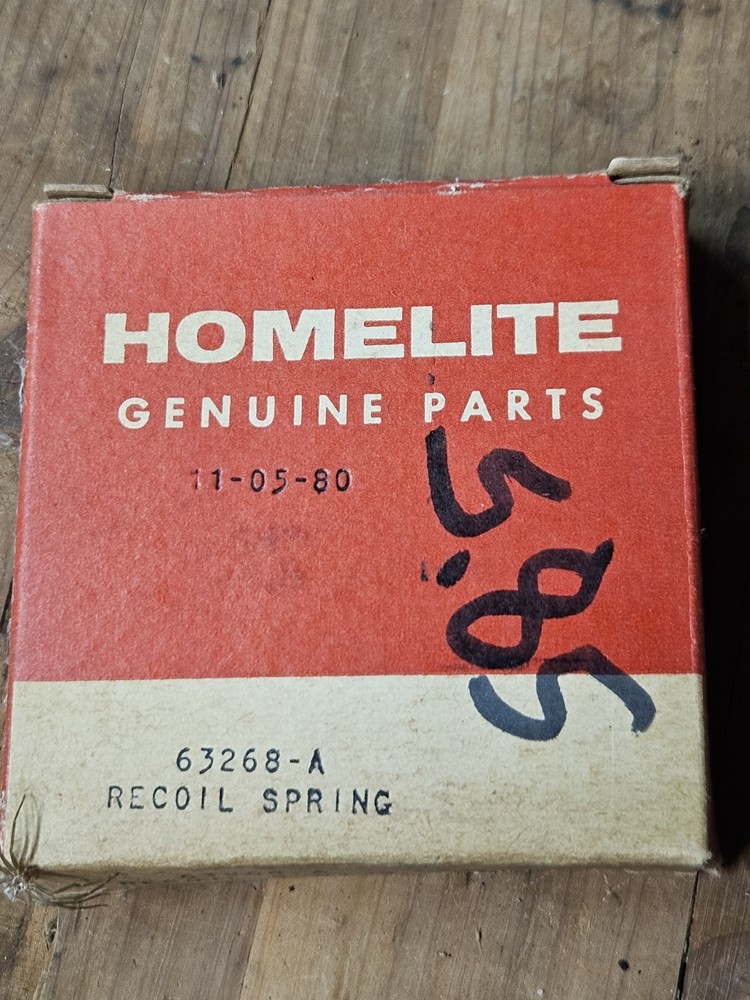 HOMELITE
GENUINE PARTS
11-05-80
5.85
63268-A
RECOIL SPRING